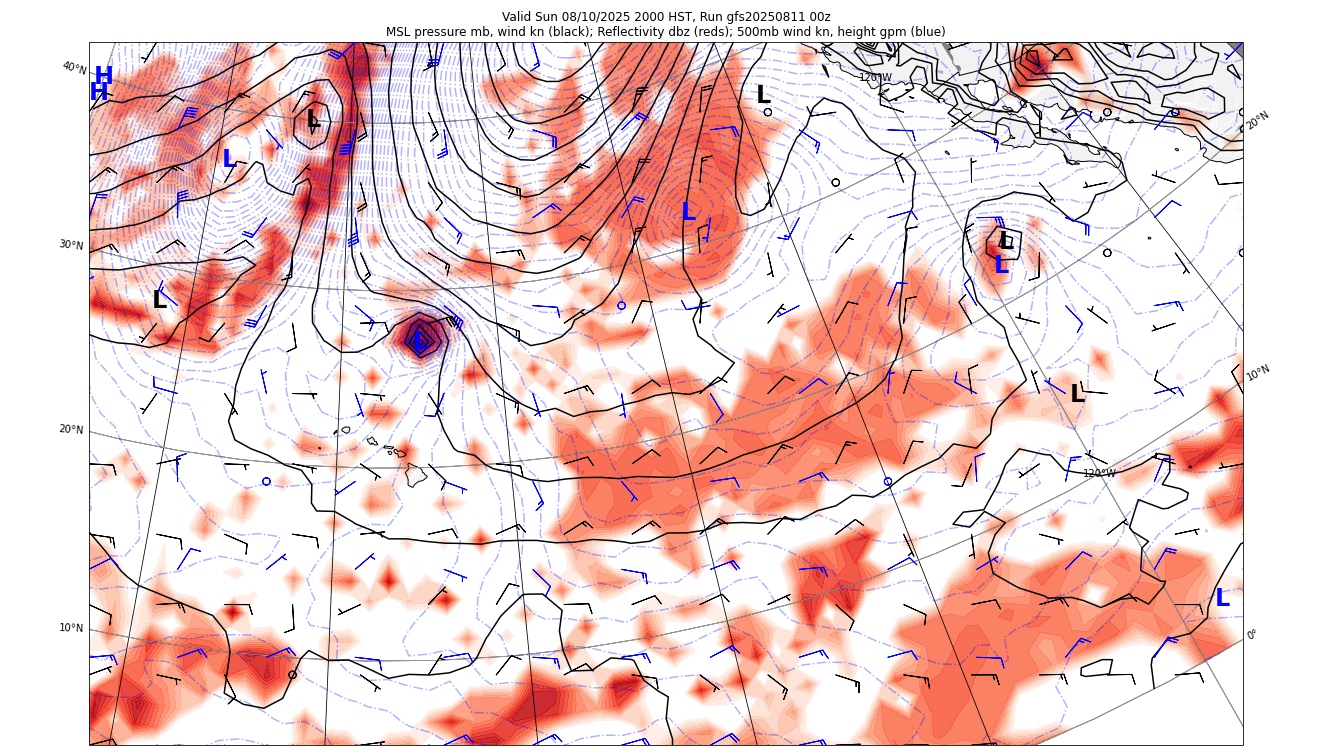 Valid Sun 08/10/2025 2000 HST, Run gfs20250811 00z
MSL pressure mb, wind kn (black); Reflectivity dbz (reds); 500mb wind kn, height gpm (blue)
40°N
H
H
L
L
L
120°W
20°N
L
30°N
L
L
L
L
10°N
L
20°N
120°W
L
10°N
0°